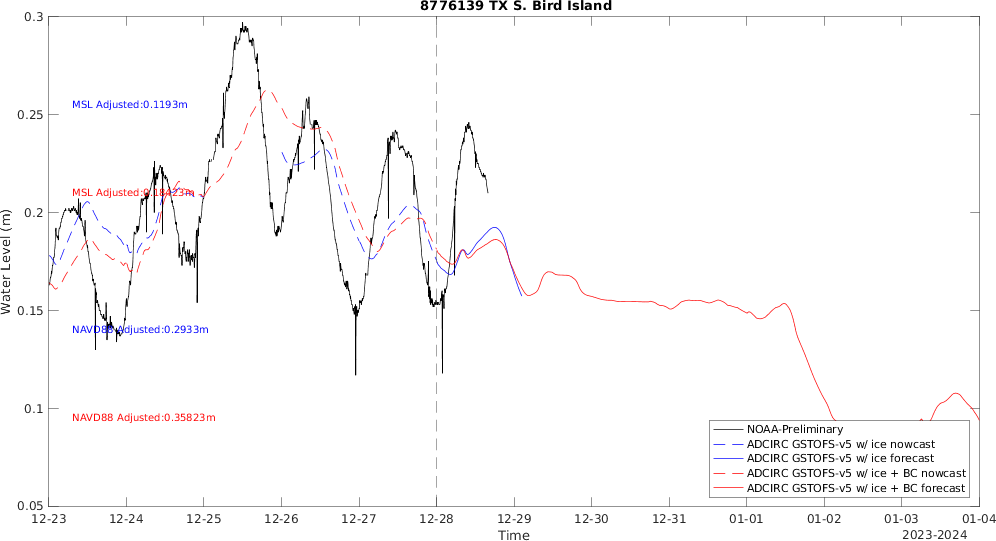 8776139 TX S. Bird Island
0.3
0.25
0.2
0.15
0.1
0.05
Water Level (m)
MSL Adjusted:0.1193m
MSL Adjusted:0.18423m
NAVD88 Adjusted:0.2933m
NAVD88 Adjusted:0.35823m
NOAA-Preliminary
ADCIRC GSTOFS-v5 w/ ice nowcast
ADCIRC GSTOFS-v5 w/ ice forecast
ADCIRC GSTOFS-v5 w/ ice + BC nowcast
ADCIRC GSTOFS-v5 w/ ice + BC forecast
12-23 12-24 12-25 12-26 12-27 12-28 12-29 12-30 12-31 01-01 01-02 01-03 01-04
Time
2023-2024